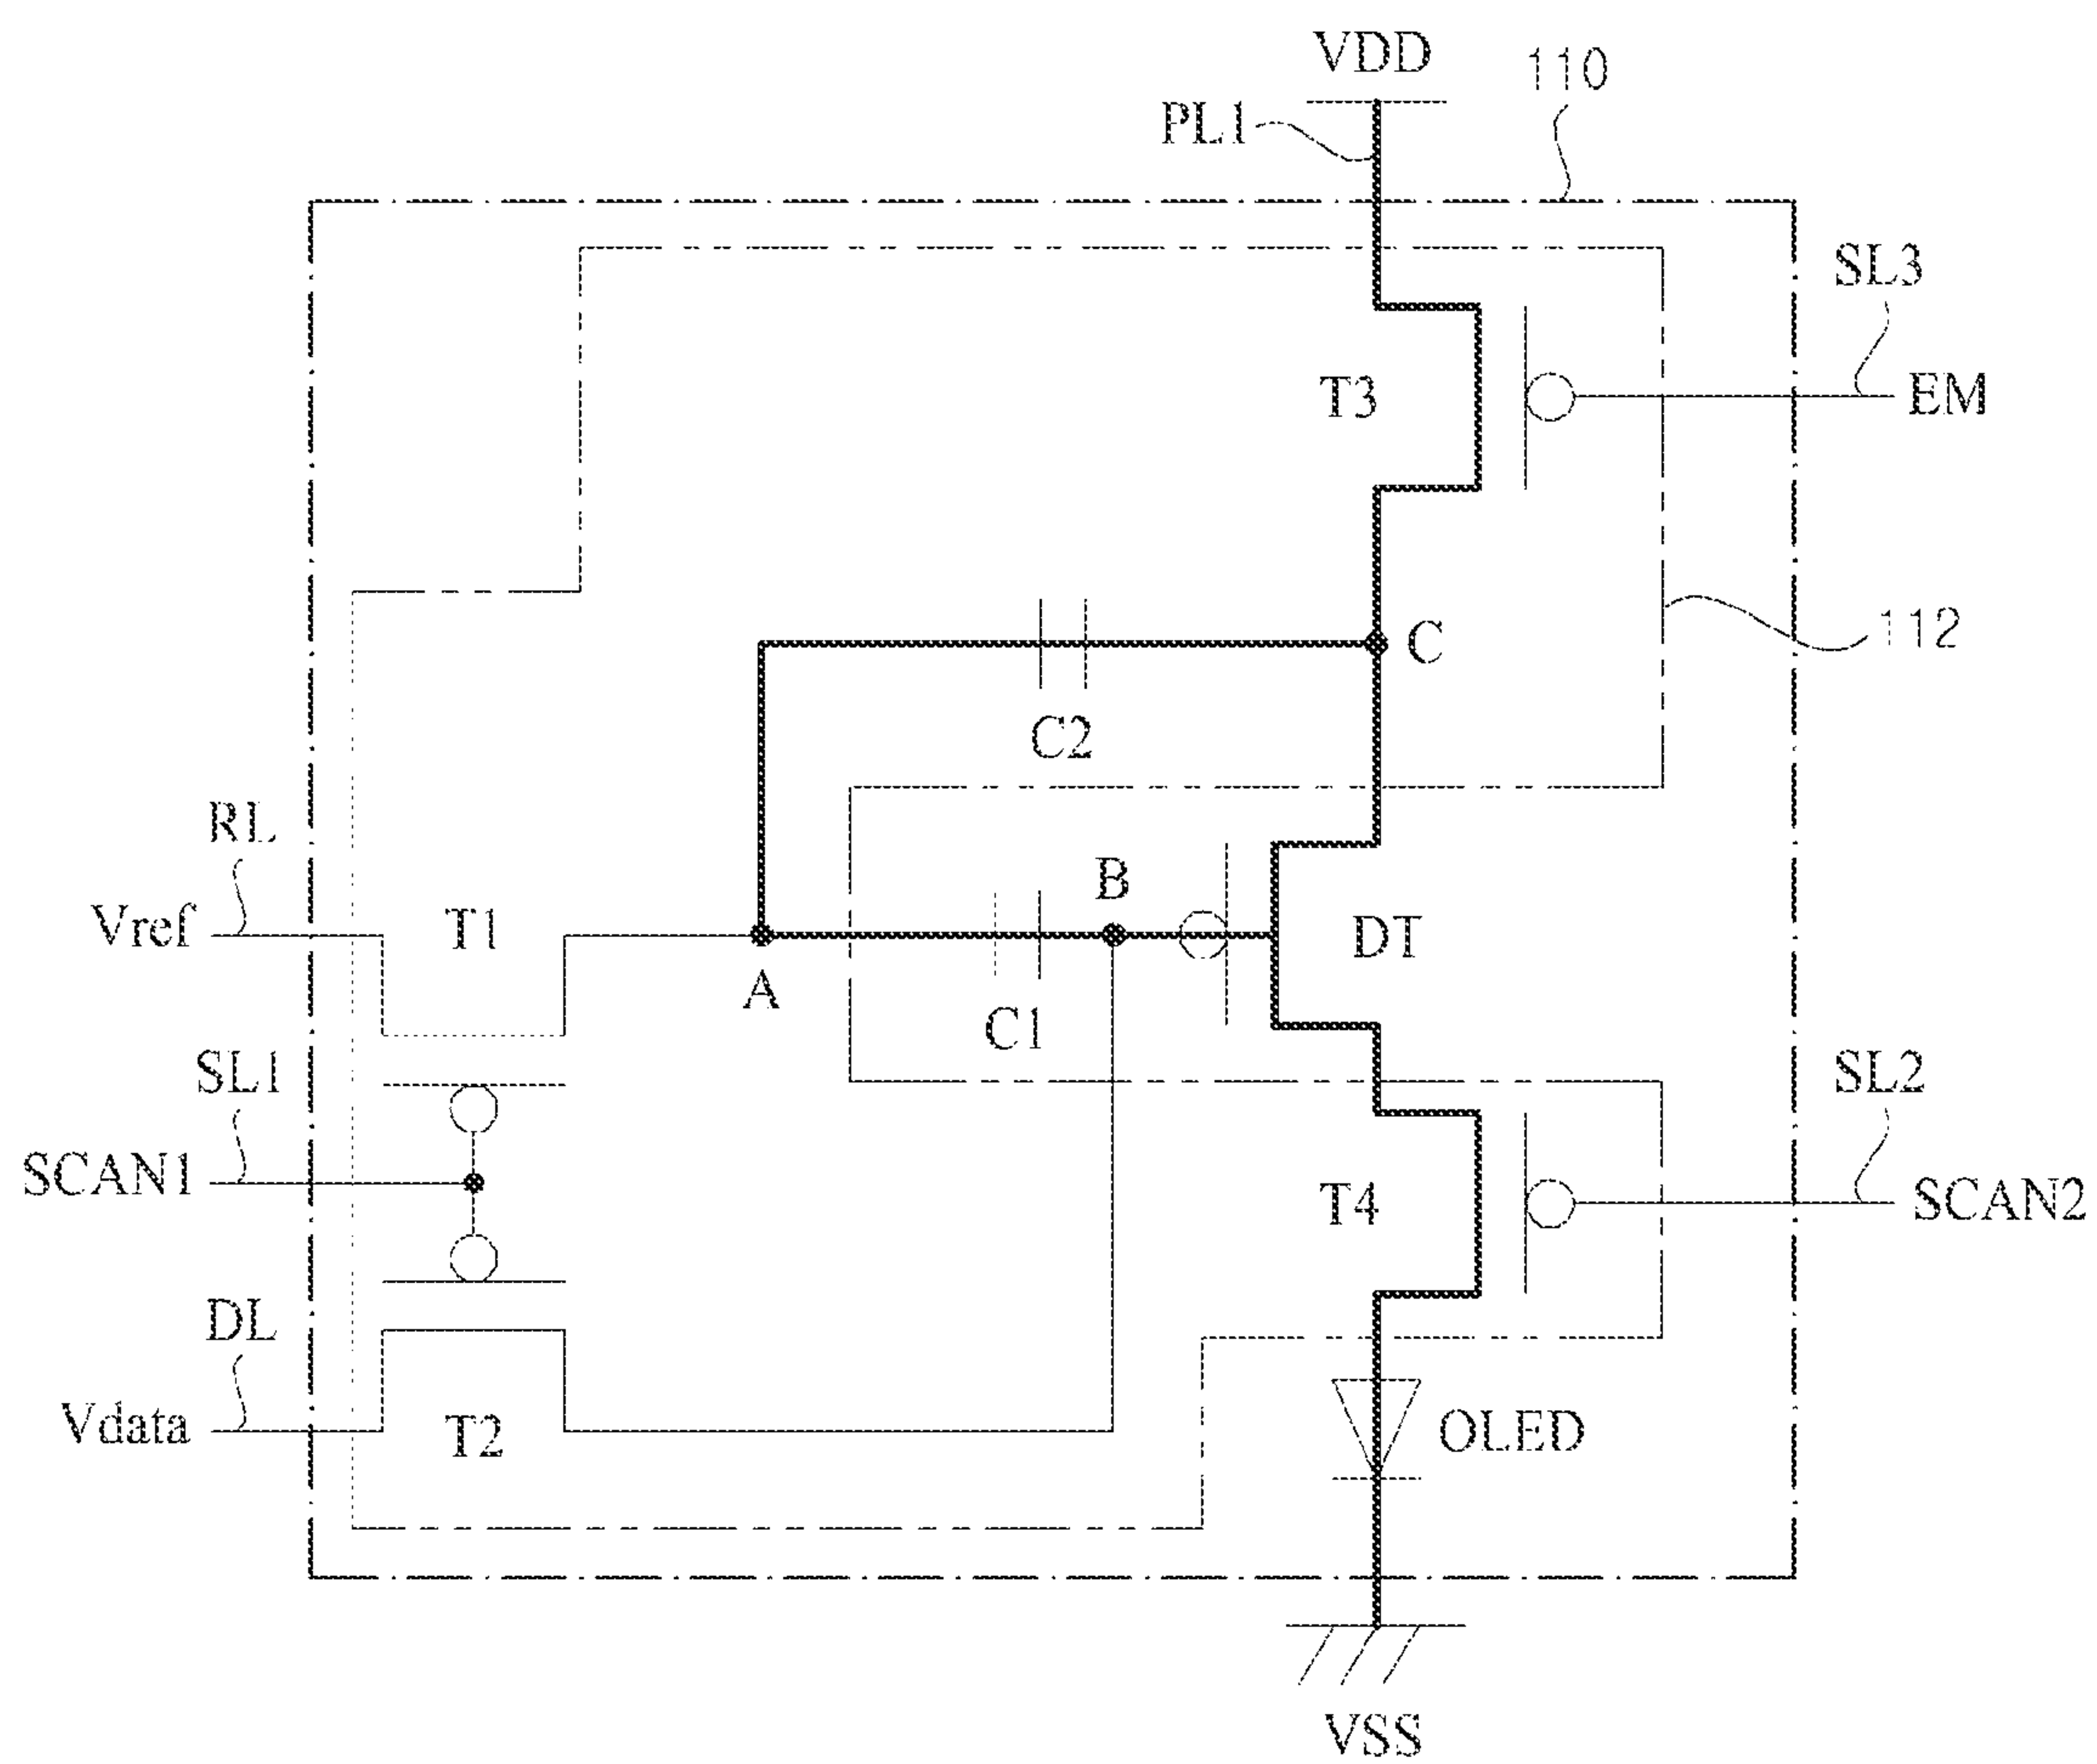 VDD
110
PL1
SL3
T3
EM
C
112
C2
RL
B
Vref
T1
DT
A
C1
SL1
SL2
SCAN1
T4
SCAN2
DL
Vdata
T2
OLED
VSS